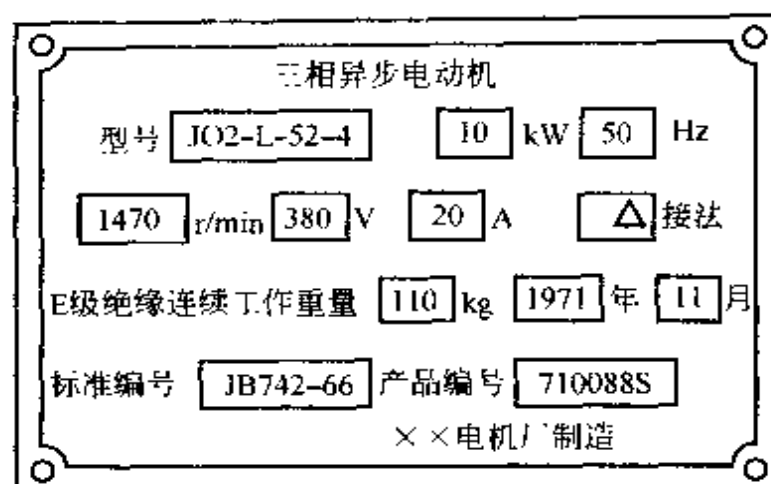 三相异步电动机
型号 JO2-L-52-4 10 kW 50 Hz
1470 r/min 380 V 20 A △ 接法
E级绝缘连续工作重量 110 kg 1971 年 11 月
标准编号 JB742-66 产品编号 710088S
××电机厂制造